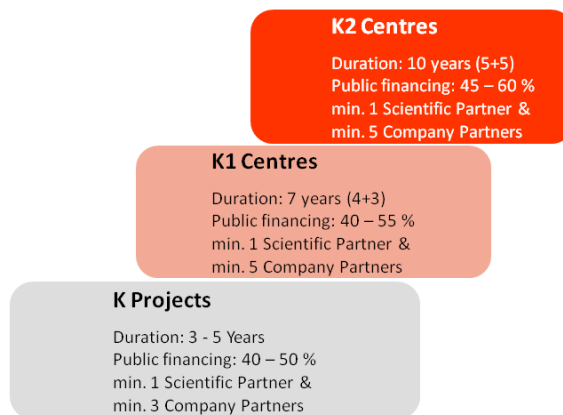 K2 Centres
Duration: 10 years (5+5)
Public financing: 45 – 60 %
min. 1 Scientific Partner &
min. 5 Company Partners
K1 Centres
Duration: 7 years (4+3)
Public financing: 40 – 55 %
min. 1 Scientific Partner &
min. 5 Company Partners
K Projects
Duration: 3 - 5 Years
Public financing: 40 – 50 %
min. 1 Scientific Partner &
min. 3 Company Partners